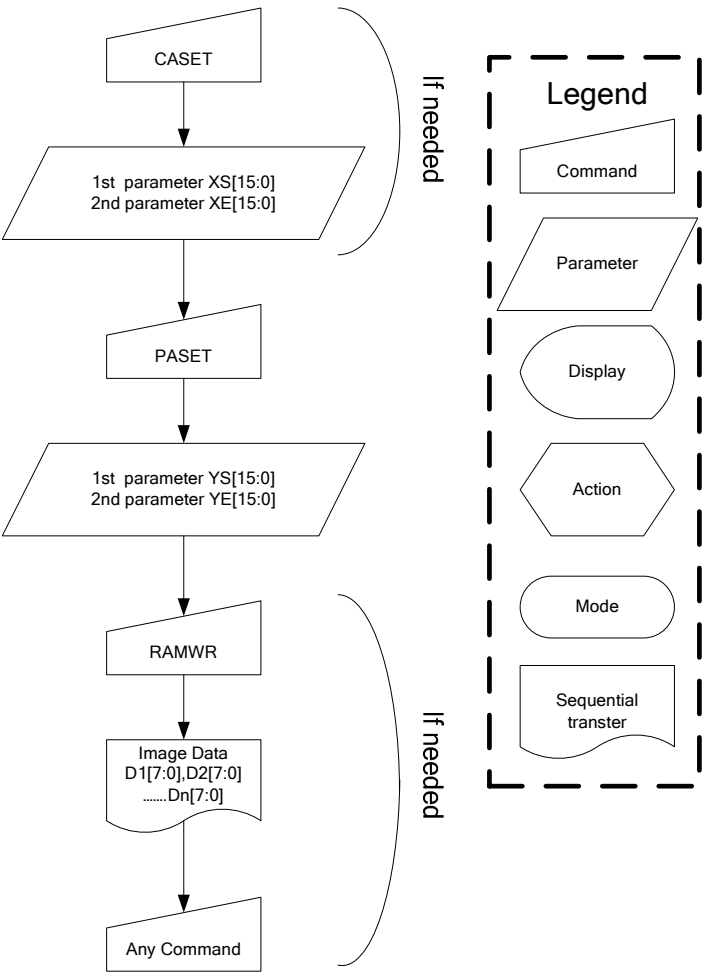 CASET
1st  parameter XS[15:0]
2nd parameter XE[15:0]
If needed
PASET
1st  parameter YS[15:0]
2nd parameter YE[15:0]
RAMWR
Image Data
D1[7:0],D2[7:0]
.......Dn[7:0]
If needed
Any Command
Legend
Command
Parameter
Display
Action
Mode
Sequential
transter